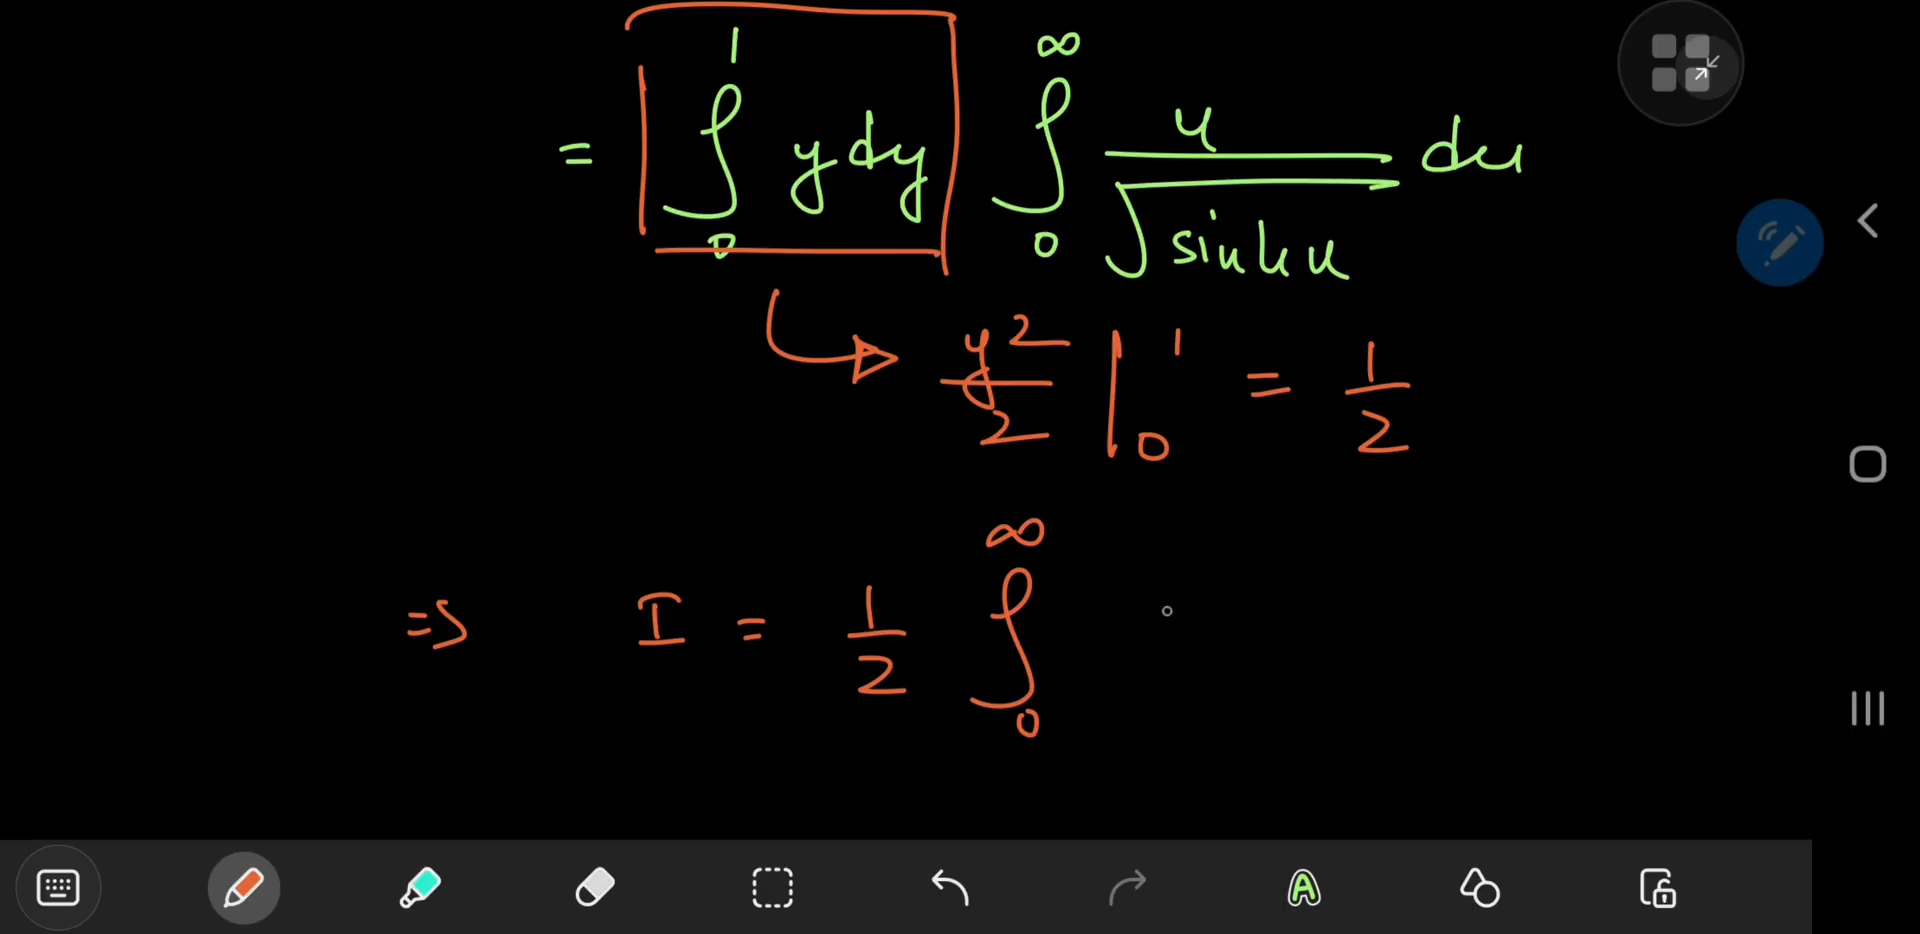 = ∫₀¹ y dy ∫₀^∞ u/√(sinh u) du
y²/2 |₀¹ = 1/2
⇒ I = 1/2 ∫₀^∞
A